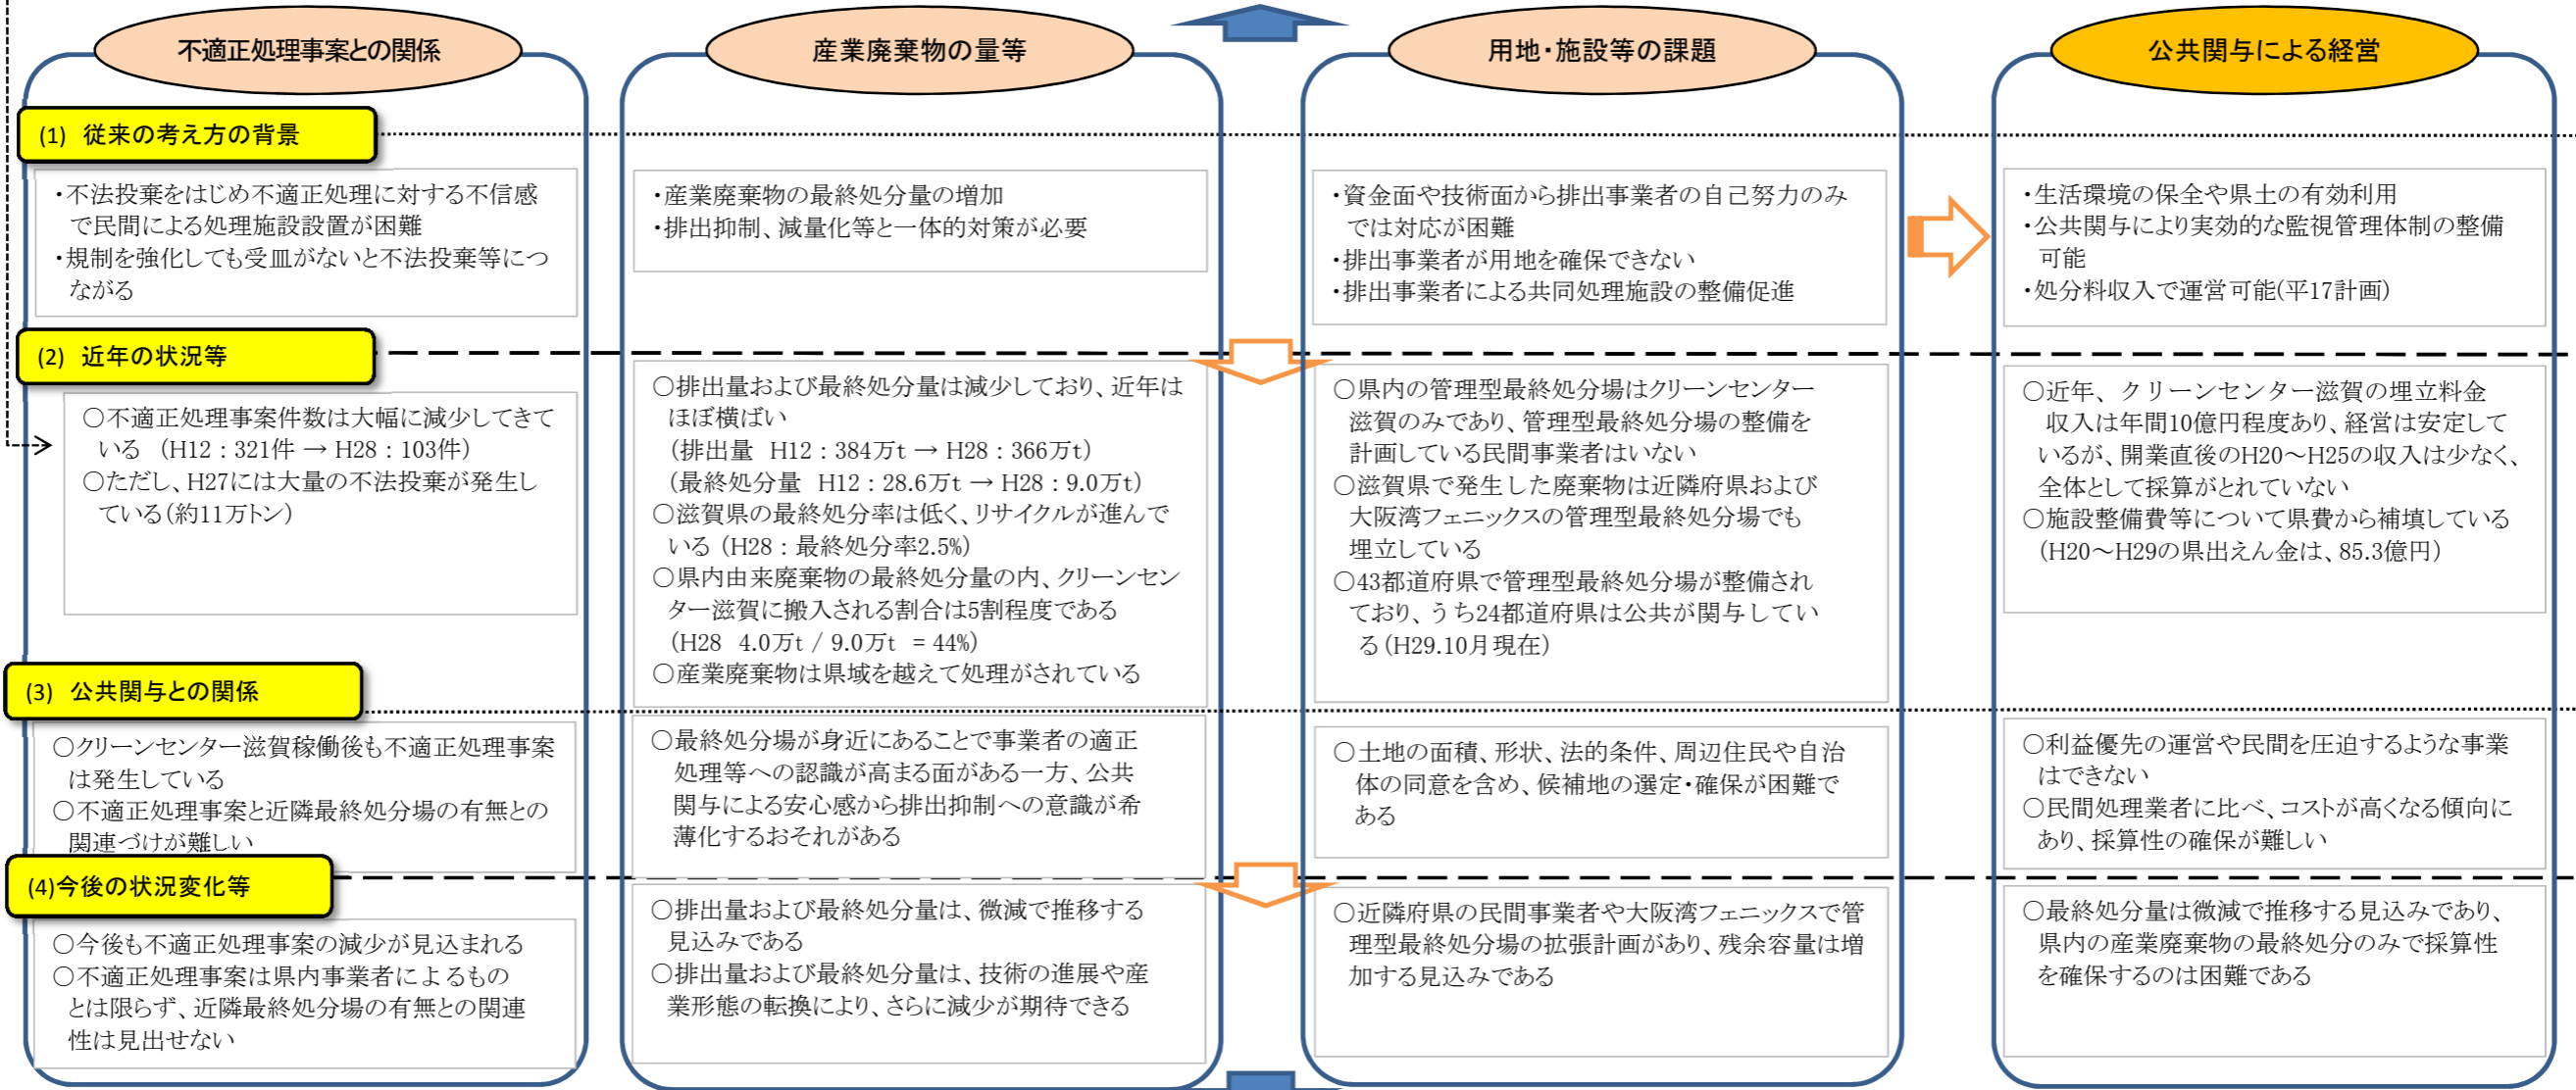 不適正処理事案との関係
産業廃棄物の量等
用地・施設等の課題
公共関与による経営
(1) 従来の考え方の背景
・不法投棄をはじめ不適正処理に対する不信感
で民間による処理施設設置が困難
・規制を強化しても受皿がないと不法投棄等につ
ながる
・産業廃棄物の最終処分量の増加
・排出抑制、減量化等と一体的対策が必要
・資金面や技術面から排出事業者の自己努力のみ
では対応が困難
・排出事業者が用地を確保できない
・排出事業者による共同処理施設の整備促進
・生活環境の保全や県土の有効利用
・公共関与により実効的な監視管理体制の整備
可能
・処分料収入で運営可能(平17計画)
(2) 近年の状況等
○不適正処理事案件数は大幅に減少してきて
いる (H12：321件 → H28：103件)
○ただし、H27には大量の不法投棄が発生し
ている(約11万トン)
○排出量および最終処分量は減少しており、近年は
ほぼ横ばい
(排出量 H12：384万t → H28：366万t)
(最終処分量 H12：28.6万t → H28：9.0万t)
○滋賀県の最終処分率は低く、リサイクルが進んで
いる (H28：最終処分率2.5%)
○県内由来廃棄物の最終処分量の内、クリーンセン
ター滋賀に搬入される割合は5割程度である
(H28 4.0万t / 9.0万t = 44%)
○産業廃棄物は県域を越えて処理がされている
○県内の管理型最終処分場はクリーンセンター
滋賀のみであり、管理型最終処分場の整備を
計画している民間事業者はいない
○滋賀県で発生した廃棄物は近隣府県および
大阪湾フェニックスの管理型最終処分場でも
埋立している
○43都道府県で管理型最終処分場が整備され
ており、うち24都道府県は公共が関与してい
る(H29.10月現在)
○近年、クリーンセンター滋賀の埋立料金
収入は年間10億円程度あり、経営は安定して
いるが、開業直後のH20～H25の収入は少なく、
全体として採算がとれていない
○施設整備費等について県費から補填している
(H20～H29の県出えん金は、85.3億円)
(3) 公共関与との関係
○クリーンセンター滋賀稼働後も不適正処理事案
は発生している
○不適正処理事案と近隣最終処分場の有無との
関連づけが難しい
○最終処分場が身近にあることで事業者の適正
処理等への認識が高まる面がある一方、公共
関与による安心感から排出抑制への意識が希
薄化するおそれがある
○土地の面積、形状、法的条件、周辺住民や自治
体の同意を含め、候補地の選定・確保が困難で
ある
○利益優先の運営や民間を圧迫するような事業
はできない
○民間処理業者に比べ、コストが高くなる傾向に
あり、採算性の確保が難しい
(4)今後の状況変化等
○今後も不適正処理事案の減少が見込まれる
○不適正処理事案は県内事業者によるもの
とは限らず、近隣最終処分場の有無との関連
性は見出せない
○排出量および最終処分量は、微減で推移する
見込みである
○排出量および最終処分量は、技術の進展や産
業形態の転換により、さらに減少が期待できる
○近隣府県の民間事業者や大阪湾フェニックスで管
理型最終処分場の拡張計画があり、残余容量は増
加する見込みである
○最終処分量は微減で推移する見込みであり、
県内の産業廃棄物の最終処分のみで採算性
を確保するのは困難である